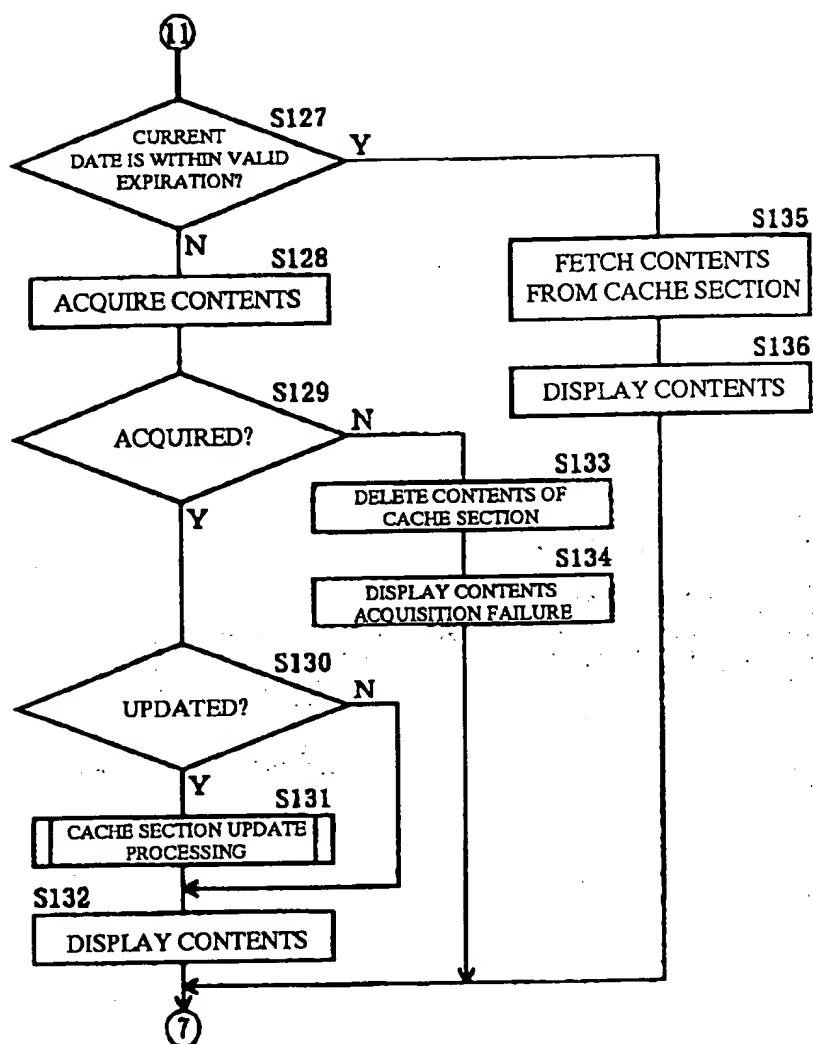 11
S127
CURRENT
DATE IS WITHIN VALID
EXPIRATION?
Y
N
S128
ACQUIRE CONTENTS
S135
FETCH CONTENTS
FROM CACHE SECTION
S136
DISPLAY CONTENTS
S129
ACQUIRED?
N
Y
S133
DELETE CONTENTS OF
CACHE SECTION
S134
DISPLAY CONTENTS
ACQUISITION FAILURE
S130
UPDATED?
N
Y
S131
CACHE SECTION UPDATE
PROCESSING
S132
DISPLAY CONTENTS
7